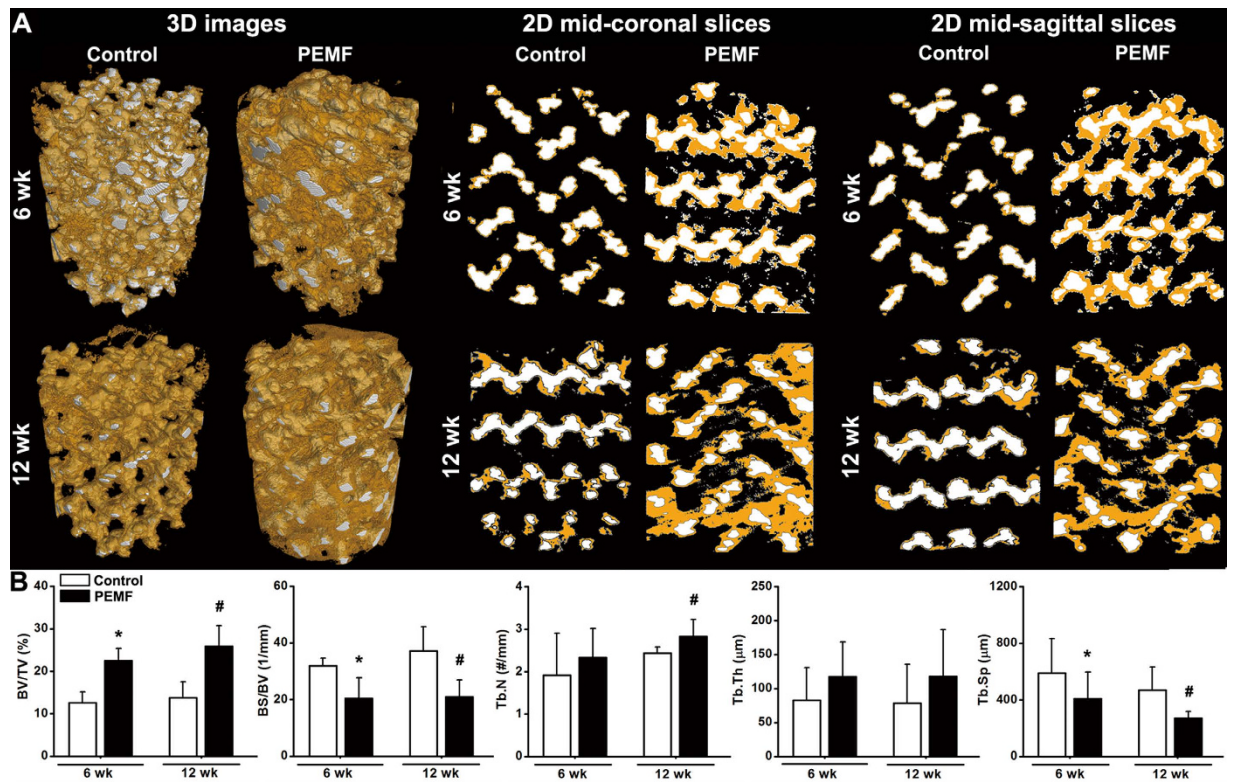 A
3D images
2D mid-coronal slices
2D mid-sagittal slices
Control
PEMF
Control
PEMF
Control
PEMF
6 wk
6 wk
6 wk
12 wk
12 wk
12 wk
B
Control
PEMF
BV/TV (%)
40
30
20
10
0
*
#
6 wk
12 wk
BS/BV (1/mm)
60
40
20
0
*
#
6 wk
12 wk
Tb.N (#/mm)
4
3
2
1
0
#
6 wk
12 wk
Tb.Th (μm)
250
200
150
100
50
0
6 wk
12 wk
Tb.Sp (μm)
1200
800
400
0
*
#
6 wk
12 wk